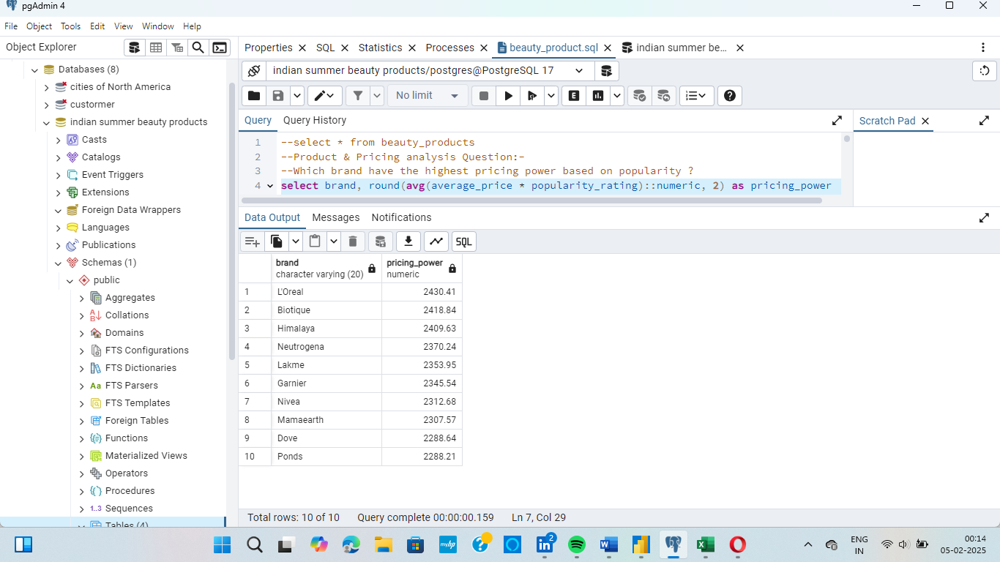 pgAdmin 4
File Object Tools Edit View Window Help
Object Explorer
Properties SQL Statistics Processes beauty_product.sql indian summer be...
Databases (8)
cities of North America
custormer
indian summer beauty products
Casts
Catalogs
Event Triggers
Extensions
Foreign Data Wrappers
Languages
Publications
Schemas (1)
public
Aggregates
Collations
Domains
FTS Configurations
FTS Dictionaries
Aa FTS Parsers
FTS Templates
Foreign Tables
Functions
Materialized Views
Operators
Procedures
1..3 Sequences
Tables (4)
indian summer beauty products/postgres@PostgreSQL 17
No limit E
Query Query History
Scratch Pad
1 --select * from beauty_products
2 --Product & Pricing analysis Question:-
3 --Which brand have the highest pricing power based on popularity ?
4 select brand, round(avg(average_price * popularity_rating)::numeric, 2) as pricing_power
Data Output Messages Notifications
SQL
brand pricing_power
character varying (20) numeric
1 L'Oreal 2430.41
2 Biotique 2418.84
3 Himalaya 2409.63
4 Neutrogena 2370.24
5 Lakme 2353.95
6 Garnier 2345.54
7 Nivea 2312.68
8 Mamaearth 2307.57
9 Dove 2288.64
10 Ponds 2288.21
Total rows: 10 of 10 Query complete 00:00:00.159 Ln 7, Col 29
myhp
in 2
ENG
IN
00:14
05-02-2025